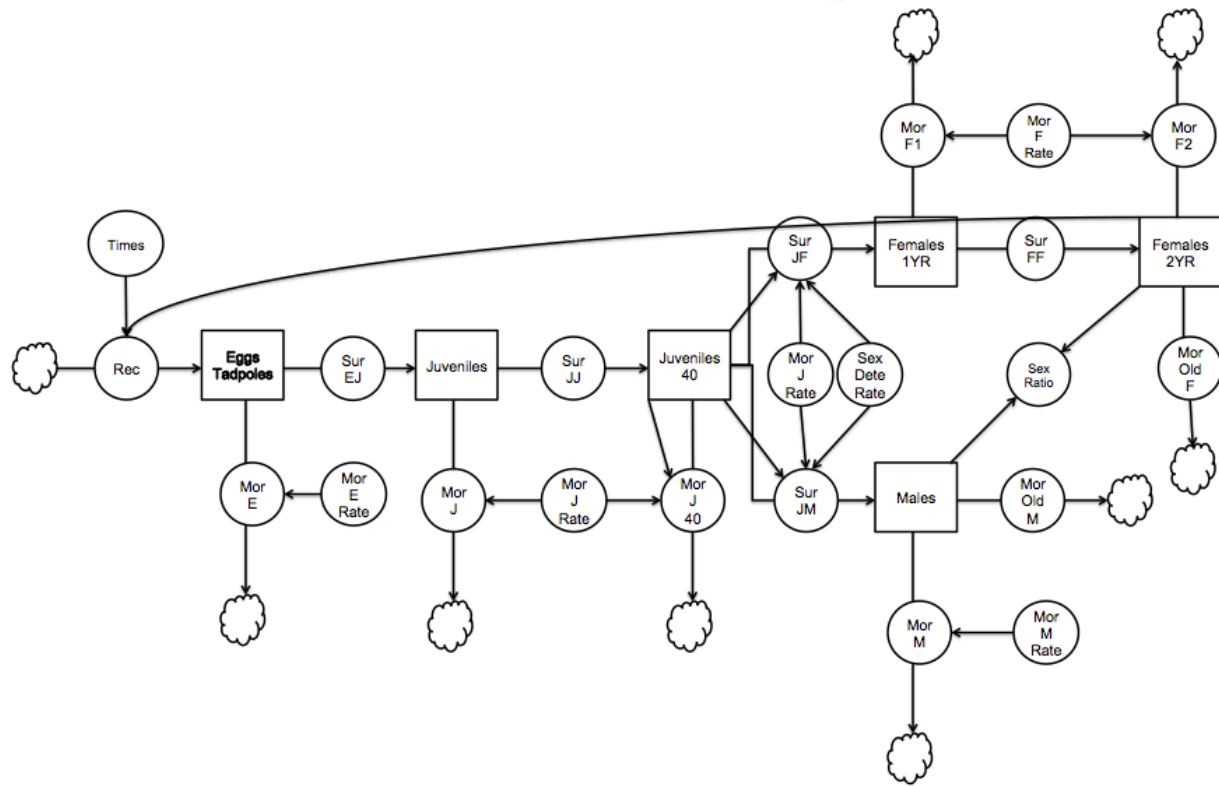 Mor
F1
Mor
F
Rate
Mor
F2
Times
Sur
JF
Females
1YR
Sur
FF
Females
2YR
Rec
Eggs
Tadpoles
Sur
EJ
Juveniles
Sur
JJ
Juveniles
40
Mor
J
Rate
Sex
Dete
Rate
Sex
Ratio
Mor
Old
F
Mor
E
Mor
E
Rate
Mor
J
Mor
J
Rate
Mor
J
40
Sur
JM
Males
Mor
Old
M
Mor
M
Mor
M
Rate